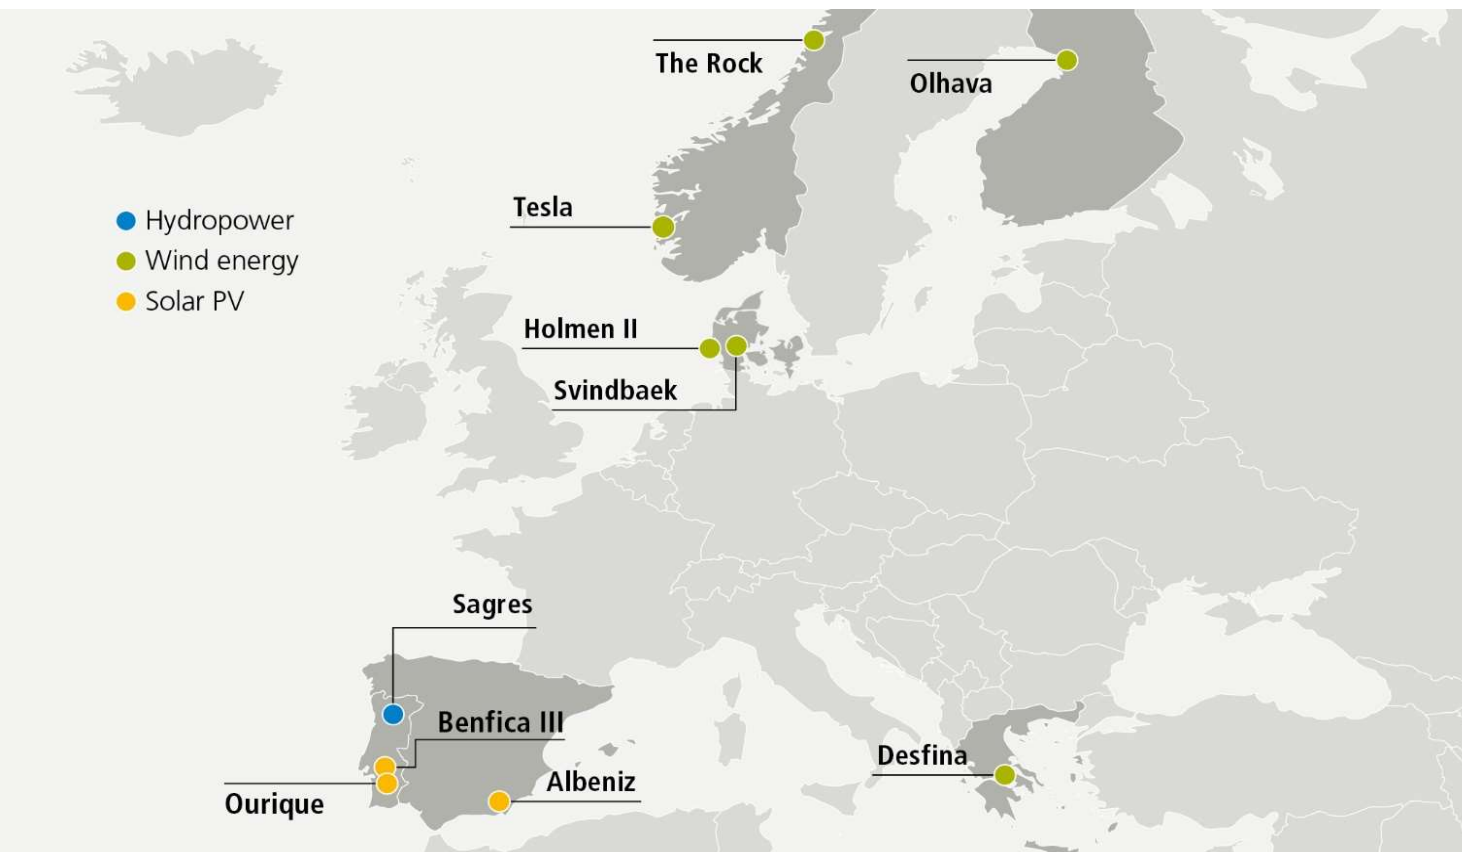 The Rock
Olhava
Tesla
Hydropower
Wind energy
Solar PV
Holmen II
Svindbaek
Sagres
Benfica III
Desfina
Albeniz
Ourique